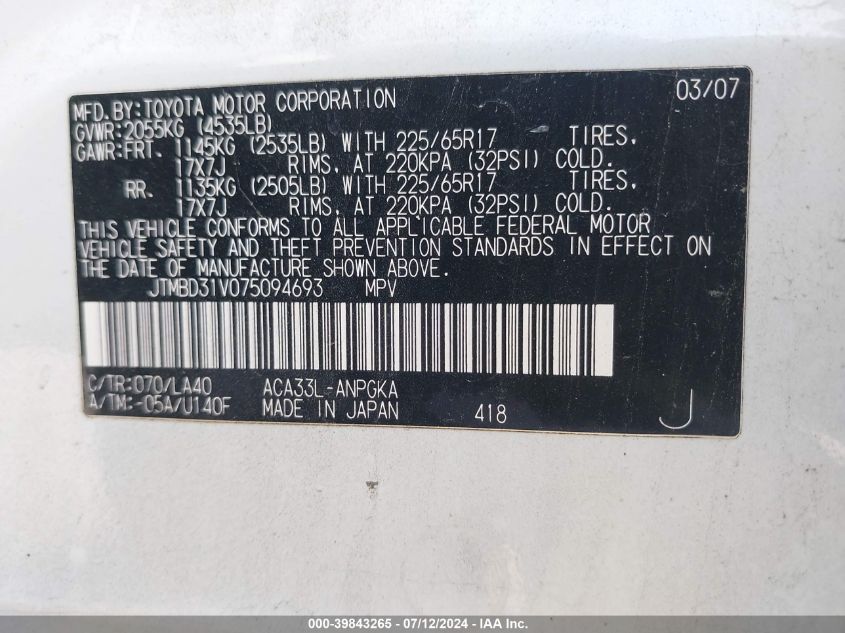 MFD. BY: TOYOTA MOTOR CORPORATION 03/07
GVWR: 2055KG (4535LB)
GAWR: FRT. 1145KG (2535LB) WITH 225/65R17 TIRES,
17X7J RIMS, AT 220KPA (32PSI) COLD.
RR. 1135KG (2505LB) WITH 225/65R17 TIRES,
17X7J RIMS, AT 220KPA (32PSI) COLD.
THIS VEHICLE CONFORMS TO ALL APPLICABLE FEDERAL MOTOR
VEHICLE SAFETY AND THEFT PREVENTION STANDARDS IN EFFECT ON
THE DATE OF MANUFACTURE SHOWN ABOVE.
JTMBD31V075094693 MPV
C/TR: 070/LA40 ACA33L-ANPGKA
A/TM: -05A/U140F MADE IN JAPAN 418 J
000-39843265 - 07/12/2024 - IAA Inc.